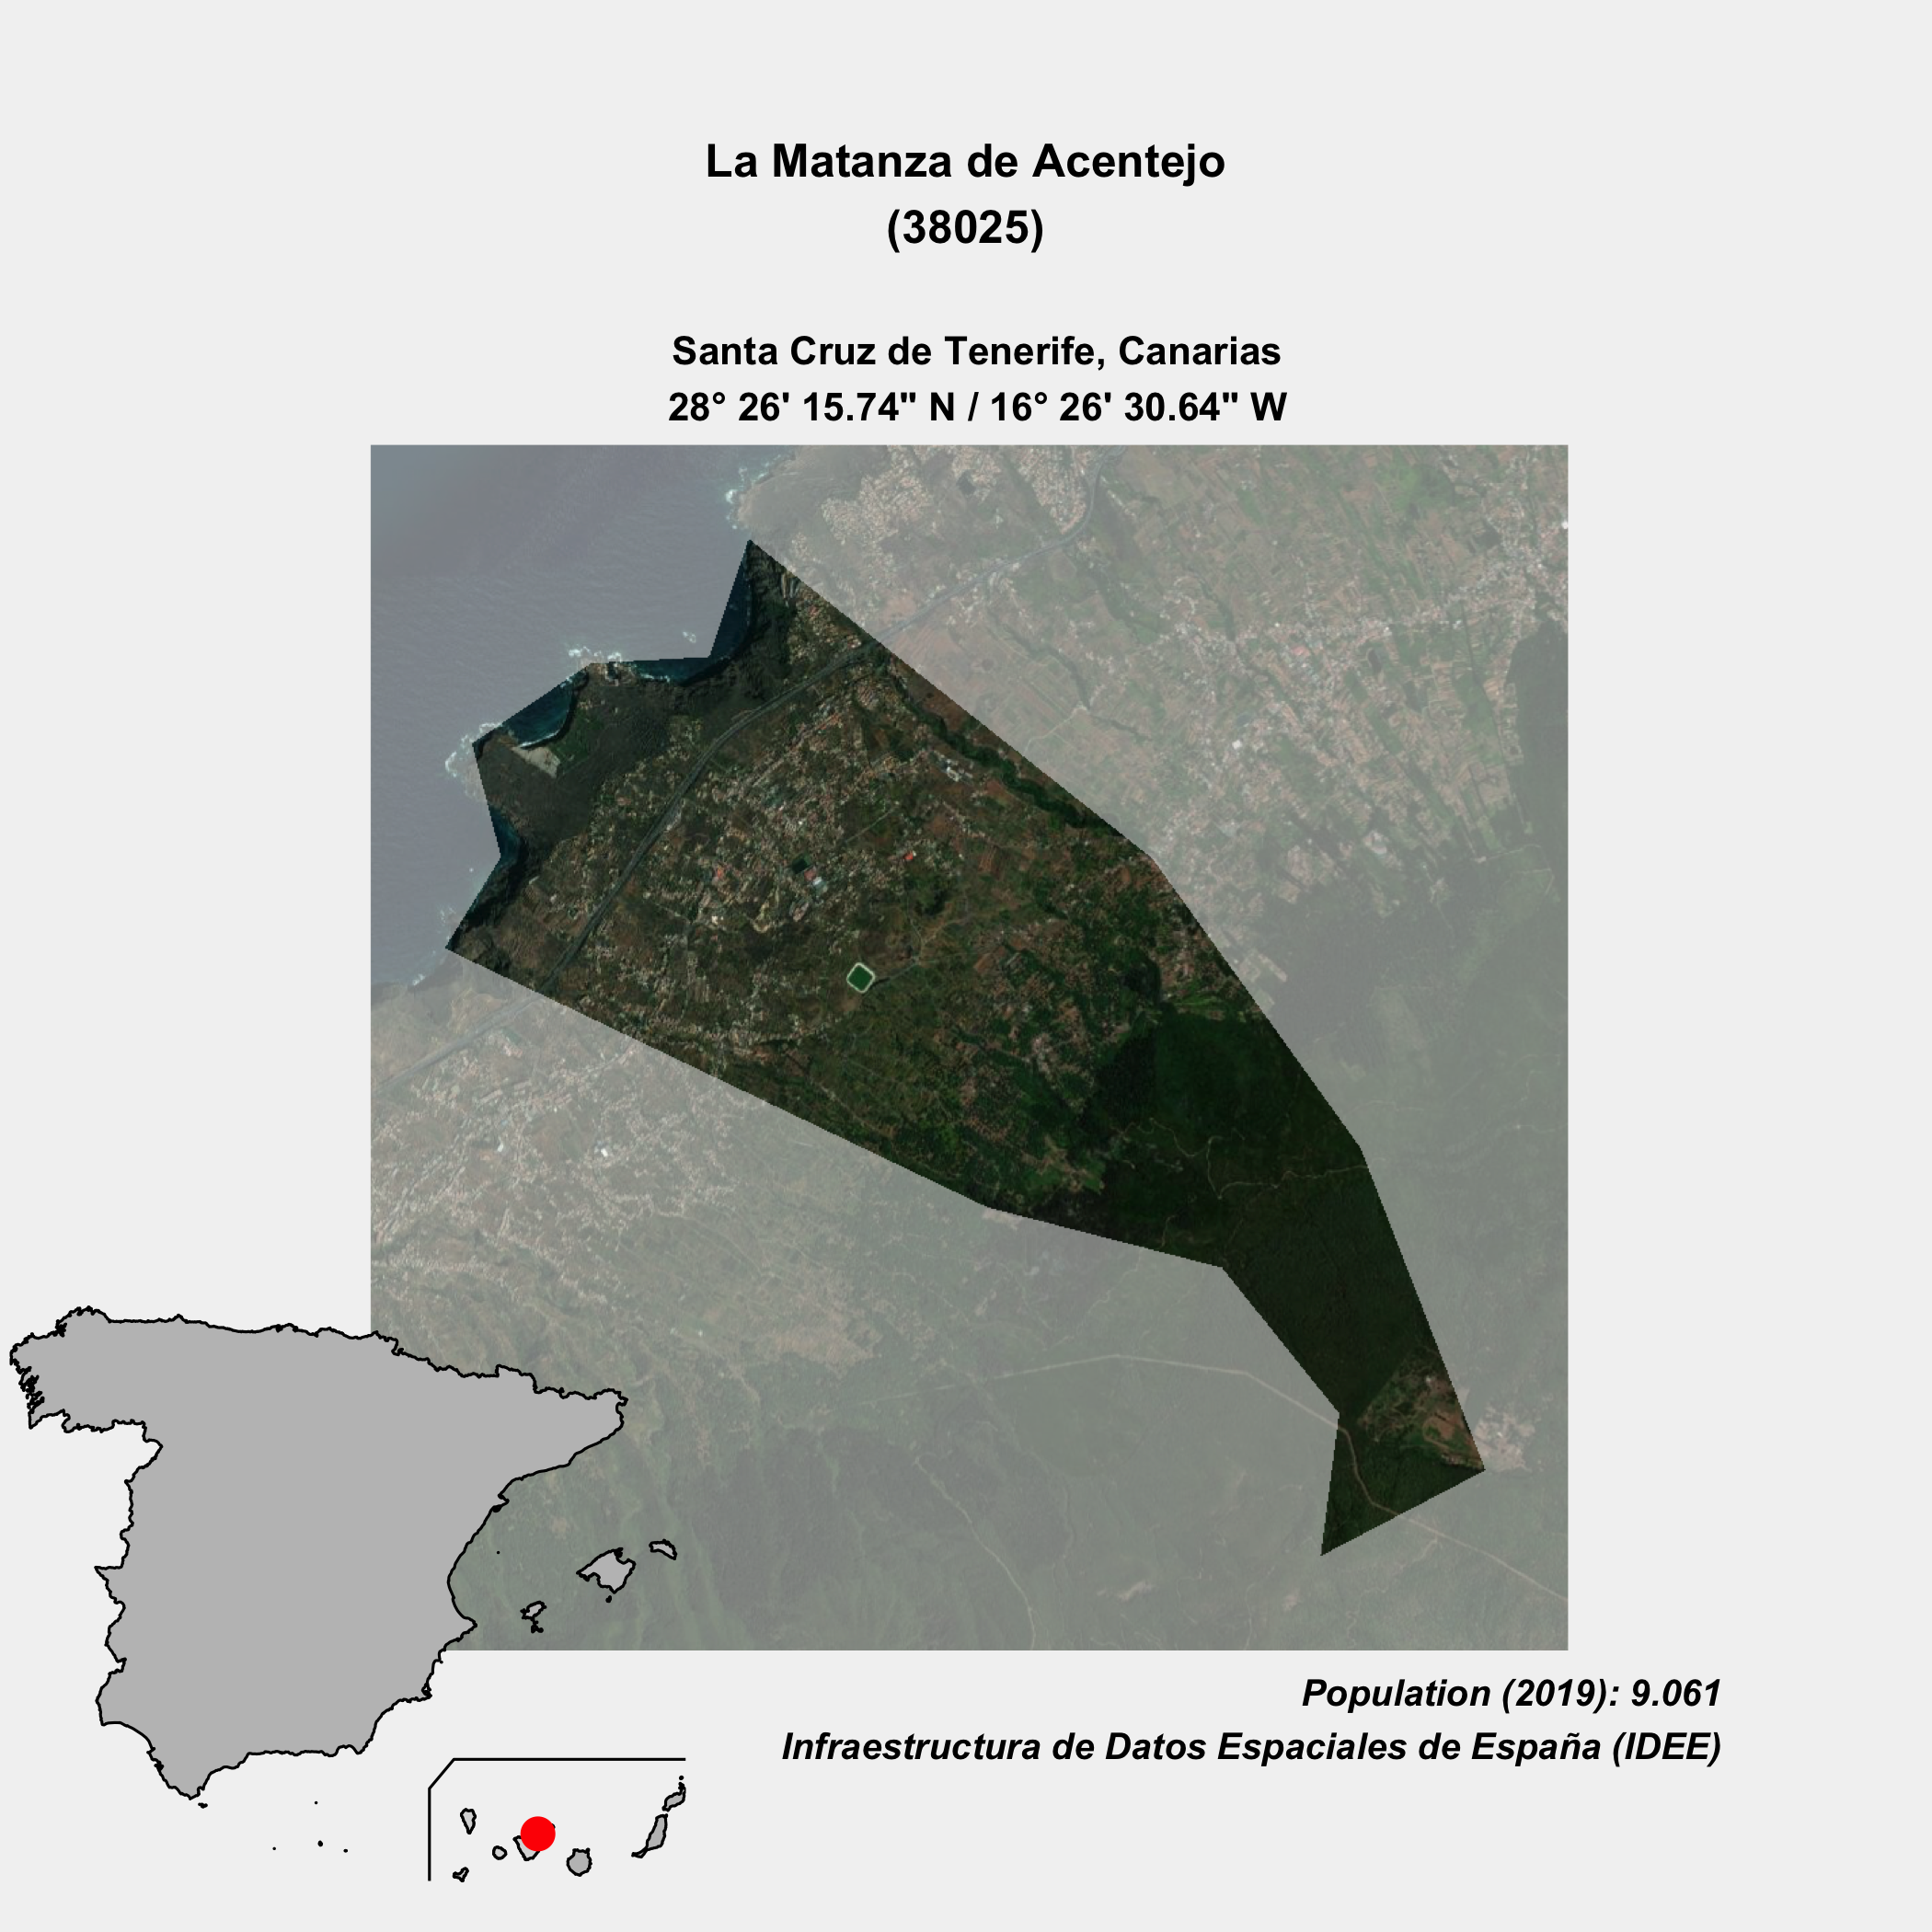 La Matanza de Acentejo
(38025)
Santa Cruz de Tenerife, Canarias
28° 26' 15.74" N / 16° 26' 30.64" W
Population (2019): 9.061
Infraestructura de Datos Espaciales de España (IDEE)